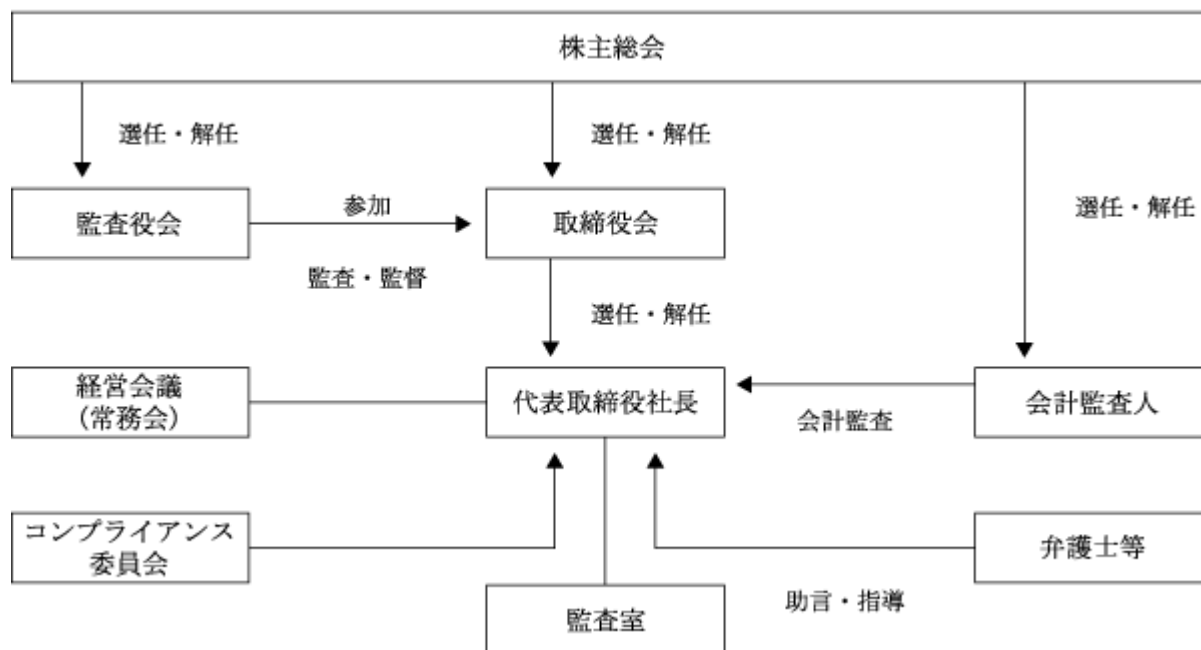 株主総会
選任・解任
選任・解任
選任・解任
監査役会
参加
取締役会
監査・監督
選任・解任
経営会議
(常務会)
代表取締役社長
会計監査
会計監査人
コンプライアンス
委員会
弁護士等
助言・指導
監査室